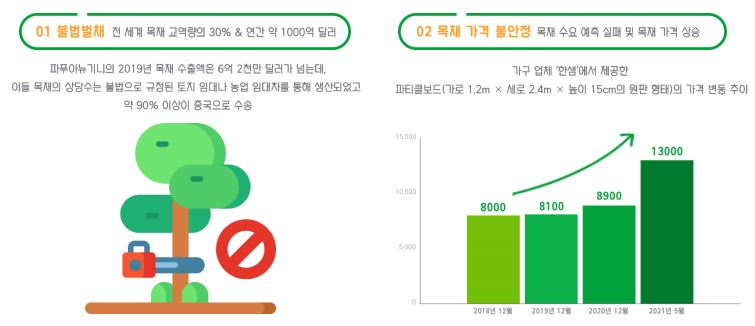 01 불법벌채 전 세계 목재 교역량의 30% & 연간 약 1000억 달러
파푸아뉴기니의 2019년 목재 수출액은 6억 2천만 달러가 넘는데,
이들 목재의 상당수는 불법으로 규정된 토지 임대나 농업 임대차를 통해 생산되었고
약 90% 이상이 중국으로 수송
02 목재 가격 불안정 목재 수요 예측 실패 및 목재 가격 상승
가구 업체 '한샘'에서 제공한
파티클보드(가로 1.2m × 세로 2.4m × 높이 15cm의 원판 형태)의 가격 변동 추이
15,000
10,000
5,000
0
8000
8100
8900
13000
2018년 12월
2019년 12월
2020년 12월
2021년 5월